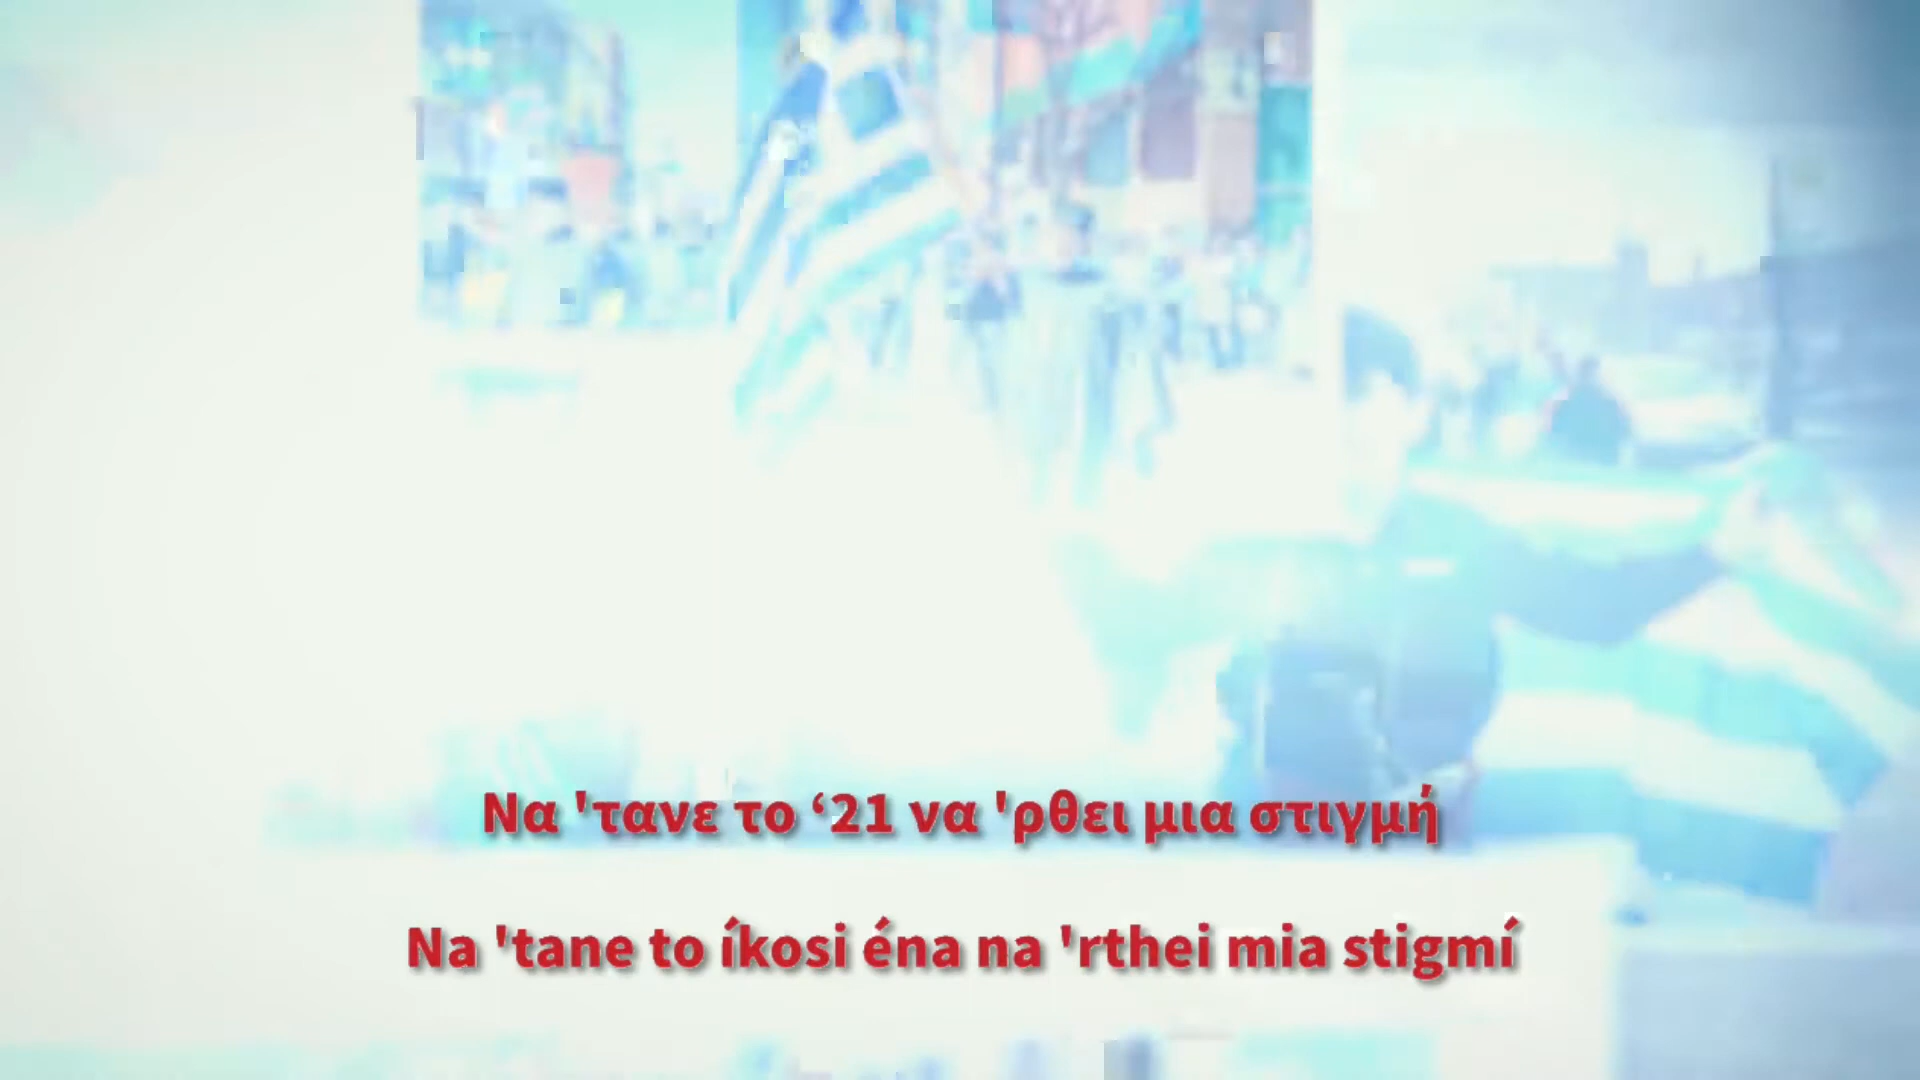 Να 'τανε το ‘21 να 'ρθει μια στιγμή
Na 'tane to íkosi éna na 'rthei mia stigmí